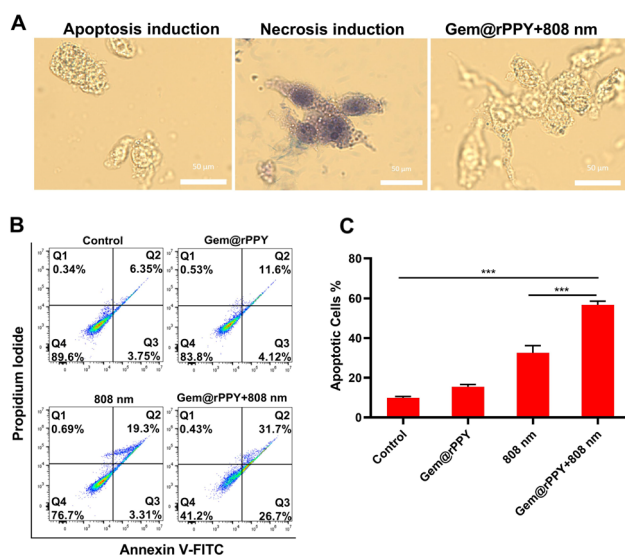 A
Apoptosis induction Necrosis induction Gem@rPPY+808 nm
50 μm 50 μm 50 μm
B
Control Gem@rPPY
Q1 Q2 Q1 Q2
0.34% 6.35% 0.53% 11.6%
Q4 Q3 Q4 Q3
89.6% 3.75% 83.8% 4.12%
808 nm Gem@rPPY+808 nm
Q1 Q2 Q1 Q2
0.69% 19.3% 0.43% 31.7%
Q4 Q3 Q4 Q3
76.7% 3.31% 41.2% 26.7%
Propidium Iodide
Annexin V-FITC
C
Apoptotic Cells %
80
60
40
20
0
***
***
Control
Gem@rPPY
808 nm
Gem@rPPY+808 nm